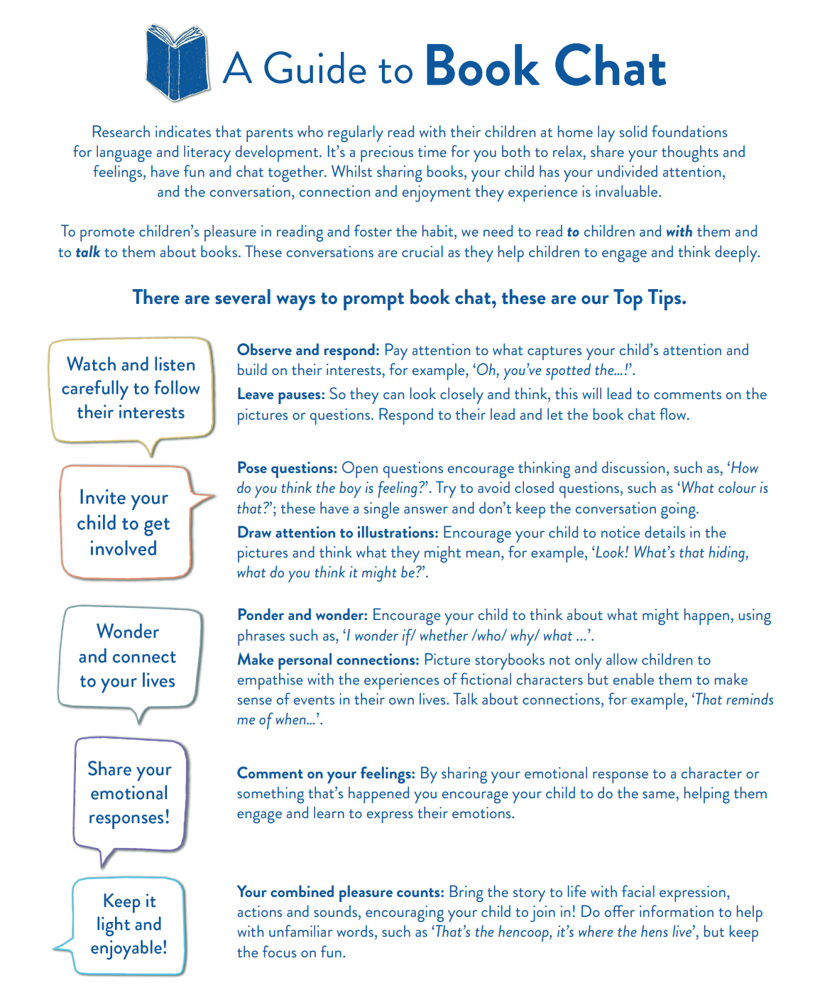 A Guide to Book Chat
Research indicates that parents who regularly read with their children at home lay solid foundations
for language and literacy development. It's a precious time for you both to relax, share your thoughts and
feelings, have fun and chat together. Whilst sharing books, your child has your undivided attention,
and the conversation, connection and enjoyment they experience is invaluable.
To promote children's pleasure in reading and foster the habit, we need to read to children and with them and
to talk to them about books. These conversations are crucial as they help children to engage and think deeply.
There are several ways to prompt book chat, these are our Top Tips.
Watch and listen
carefully to follow
their interests
Observe and respond: Pay attention to what captures your child's attention and
build on their interests, for example, 'Oh, you've spotted the...!'.
Leave pauses: So they can look closely and think, this will lead to comments on the
pictures or questions. Respond to their lead and let the book chat flow.
Invite your
child to get
involved
Pose questions: Open questions encourage thinking and discussion, such as, 'How
do you think the boy is feeling?'. Try to avoid closed questions, such as 'What colour is
that?'; these have a single answer and don't keep the conversation going.
Draw attention to illustrations: Encourage your child to notice details in the
pictures and think what they might mean, for example, 'Look! What's that hiding,
what do you think it might be?'.
Wonder
and connect
to your lives
Ponder and wonder: Encourage your child to think about what might happen, using
phrases such as, 'I wonder if/ whether /who/ why/ what ...'.
Make personal connections: Picture storybooks not only allow children to
empathise with the experiences of fictional characters but enable them to make
sense of events in their own lives. Talk about connections, for example, 'That reminds
me of when...'.
Share your
emotional
responses!
Comment on your feelings: By sharing your emotional response to a character or
something that's happened you encourage your child to do the same, helping them
engage and learn to express their emotions.
Keep it
light and
enjoyable!
Your combined pleasure counts: Bring the story to life with facial expression,
actions and sounds, encouraging your child to join in! Do offer information to help
with unfamiliar words, such as 'That's the hencoop, it's where the hens live', but keep
the focus on fun.